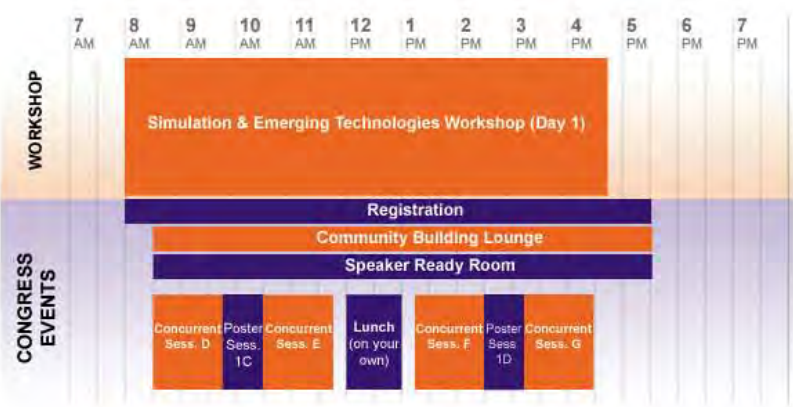 7 8 9 10 11 12 1 2 3 4 5 6 7
AM AM AM AM AM PM PM PM PM PM PM PM PM
WORKSHOP
Simulation & Emerging Technologies Workshop (Day 1)
CONGRESS
EVENTS
Registration
Community Building Lounge
Speaker Ready Room
Concurrent
Sess. D
Poster
Sess.
1C
Concurrent
Sess. E
Lunch
(on your
own)
Concurrent
Sess. F
Poster
Sess
1D
Concurrent
Sess. G